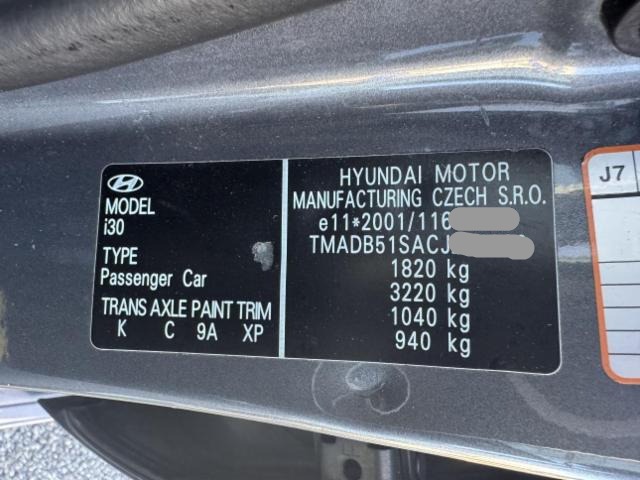 MODEL
i30
TYPE
Passenger Car
TRANS AXLE PAINT TRIM
K C 9A XP
HYUNDAI MOTOR
MANUFACTURING CZECH S.R.O.
e11*2001/116
TMADB51SACJ
1820 kg
3220 kg
1040 kg
940 kg
J7